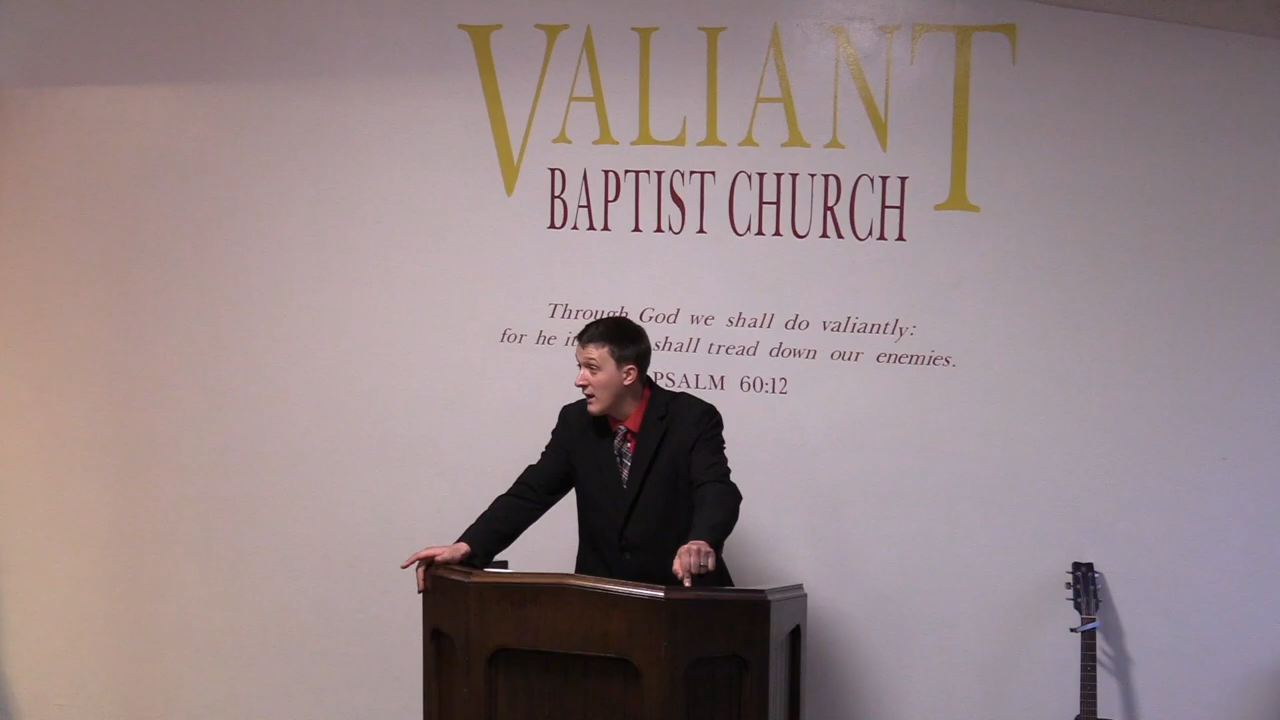 VALIANT
BAPTIST CHURCH
Through God we shall do valiantly:
for he it shall tread down our enemies.
PSALM 60:12